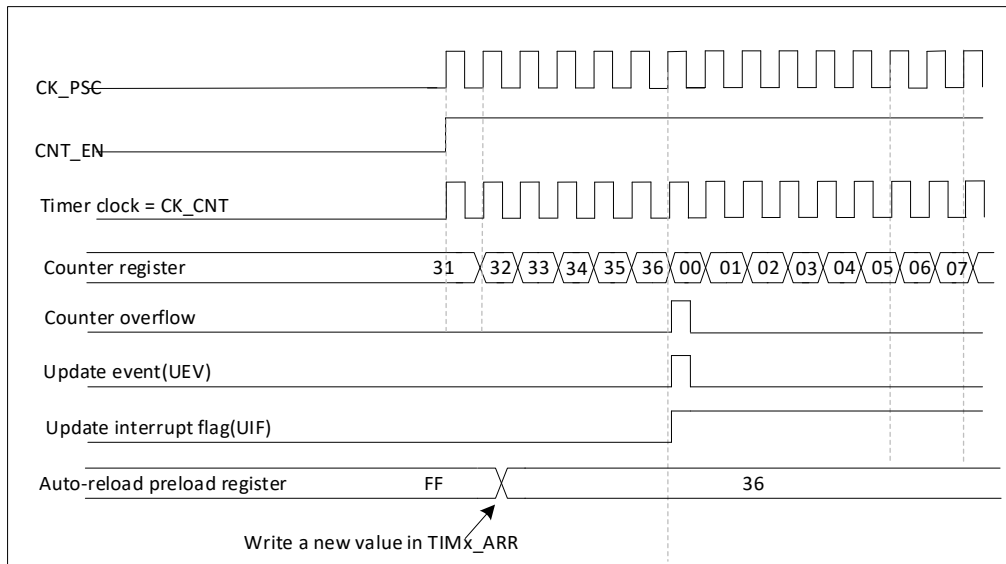 CK_PSC
CNT_EN
Timer clock = CK_CNT
Counter register 31 32 33 34 35 36 00 01 02 03 04 05 06 07
Counter overflow
Update event(UEV)
Update interrupt flag(UIF)
Auto-reload preload register FF 36
Write a new value in TIMx_ARR